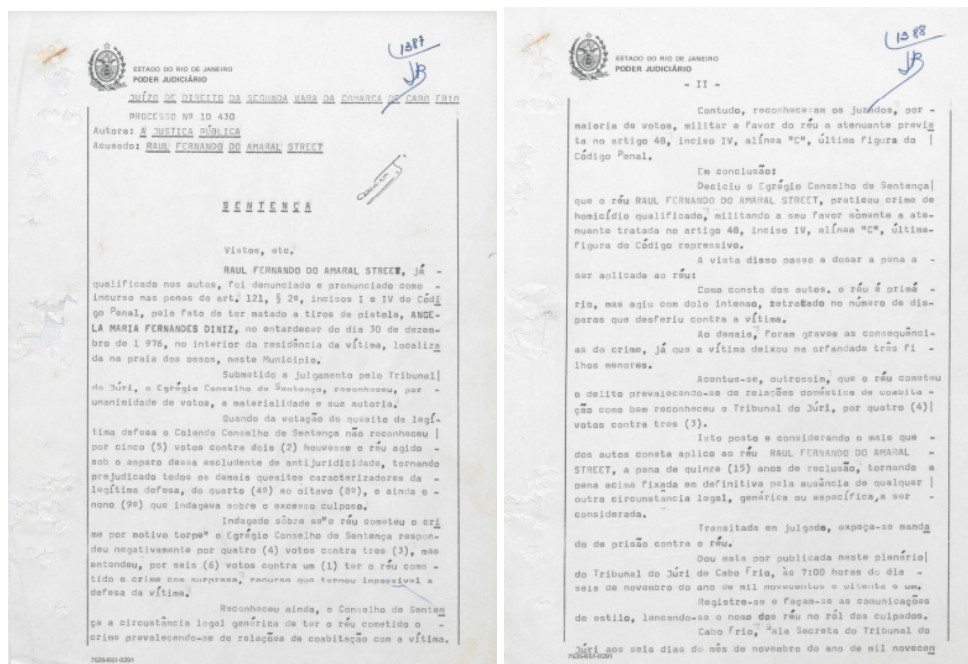 1387
JB
ESTADO DO RIO DE JANEIRO
PODER JUDICIÁRIO
JUÍZO DE DIREITO DA SEGUNDA VARA DA COMARCA DE CABO FRIO
PROCESSO Nº 10 430
Autora: A JUSTIÇA PÚBLICA
Acusado: RAUL FERNANDO DO AMARAL STREET
S E N T E N Ç A
Vistos, etc.
RAUL FERNANDO DO AMARAL STREET, já -
qualificado nos autos, foi denunciado e pronunciado como -
incurso nas penas do art. 121, § 2º, incisos I e IV do Códi
go Penal, pelo fato de ter matado a tiros de pistola, ANGE-
LA MARIA FERNANDES DINIZ, no entardecer do dia 30 de dezem-
bro de 1 976, no interior da residência da vítima, localiza
da na praia dos ossos, neste Município.
Submetido a julgamento pelo Tribunal|
do Júri, o Egrégio Conselho de Sentença, reconheceu, por -
unanimidade de votos, a materialidade e sua autoria.
Quando da votação do quesito da legí-
tima defesa o Colendo Conselho de Sentença não reconheceu |
por cinco (5) votos contra dois (2) houvesse o réu agido -
sob o amparo dessa excludente de antijuridicidade, tornando
prejudicado todos os demais quesitos caracterizadores da -
legítima defesa, do quarto (4º) ao oitavo (8º), e ainda o -
nono (9º) que indagava sobre o excesso culposo.
Indagado sôbre se"o réu cometeu o cri
me por motivo torpe" o Egrégio Conselho de Sentença respon-
deu negativamente por quatro (4) votos contra tres (3), mas
entendeu, por seis (6) votos contra um (1) ter o réu come -
tido o crime com surpresa, recurso que tornou impossivel a
defesa da vítima.
Reconheceu ainda, o Conselho de Senten
ça a circunstância legal genérica de ter o réu cometido o -
crime prevalecendo-se de relações de coabitação com a vítima.
7535-651-0291
1388
JB
ESTADO DO RIO DE JANEIRO
PODER JUDICIÁRIO
- II -
Contudo, reconheceram os jurados, por -
maioria de votos, militar a favor do réu a atenuante previs
ta no artigo 48, inciso IV, alínea "C", última figura do |
Código Penal.
Em conclusão:
Decidiu o Egrégio Conselho de Sentença|
que o réu RAUL FERNANDO DO AMARAL STREET, praticou crime de
homicídio qualificado, militando a seu favor sòmente a ate-
nuante tratada no artigo 48, inciso IV, alínea "C", última-
figura do Código repressivo.
A vista disso passo a dosar a pena a -
ser aplicada ao réu:
Como consta dos autos, o réu é primá -
rio, mas agiu com dolo intenso, retratado no número de dis-
paros que desferiu contra a vítima.
Ao demais, foram graves as consequênci-
as do crime, já que a vítima deixou na orfandade três fi -
lhos menores.
Acentue-se, outrossim, que o réu cometeu
o delito prevalecendo-se de relações doméstica de coabita -
ção como bem reconheceu o Tribunal do Júri, por quatro (4)|
votos contra tres (3).
Isto posto e considerando o mais que -
dos autos consta aplico ao réu RAUL FERNANDO DO AMARAL -
STREET, a pena de quinze (15) anos de reclusão, tornando a
pena acima fixada em definitiva pela ausência de qualquer |
outra circunstância legal, genérica ou específica,a ser -
considerada.
Transitada em julgado, expeça-se manda
do de prisão contra o réu.
Dou esta por publicada neste plenário|
do Tribunal do Júri de Cabo Frio, às 7:00 horas do dia -
seis de novembro do ano de mil novecentos e oitenta e um.
Registre-se e façam-se as comunicações
de estilo, lançando-se o nome dos réu no ról dos culpados.
Cabo Frio, Sala Secreta do Tribunal do
Júri aos seis dias do mês de novembro do ano de mil novecen
7535-651-0291